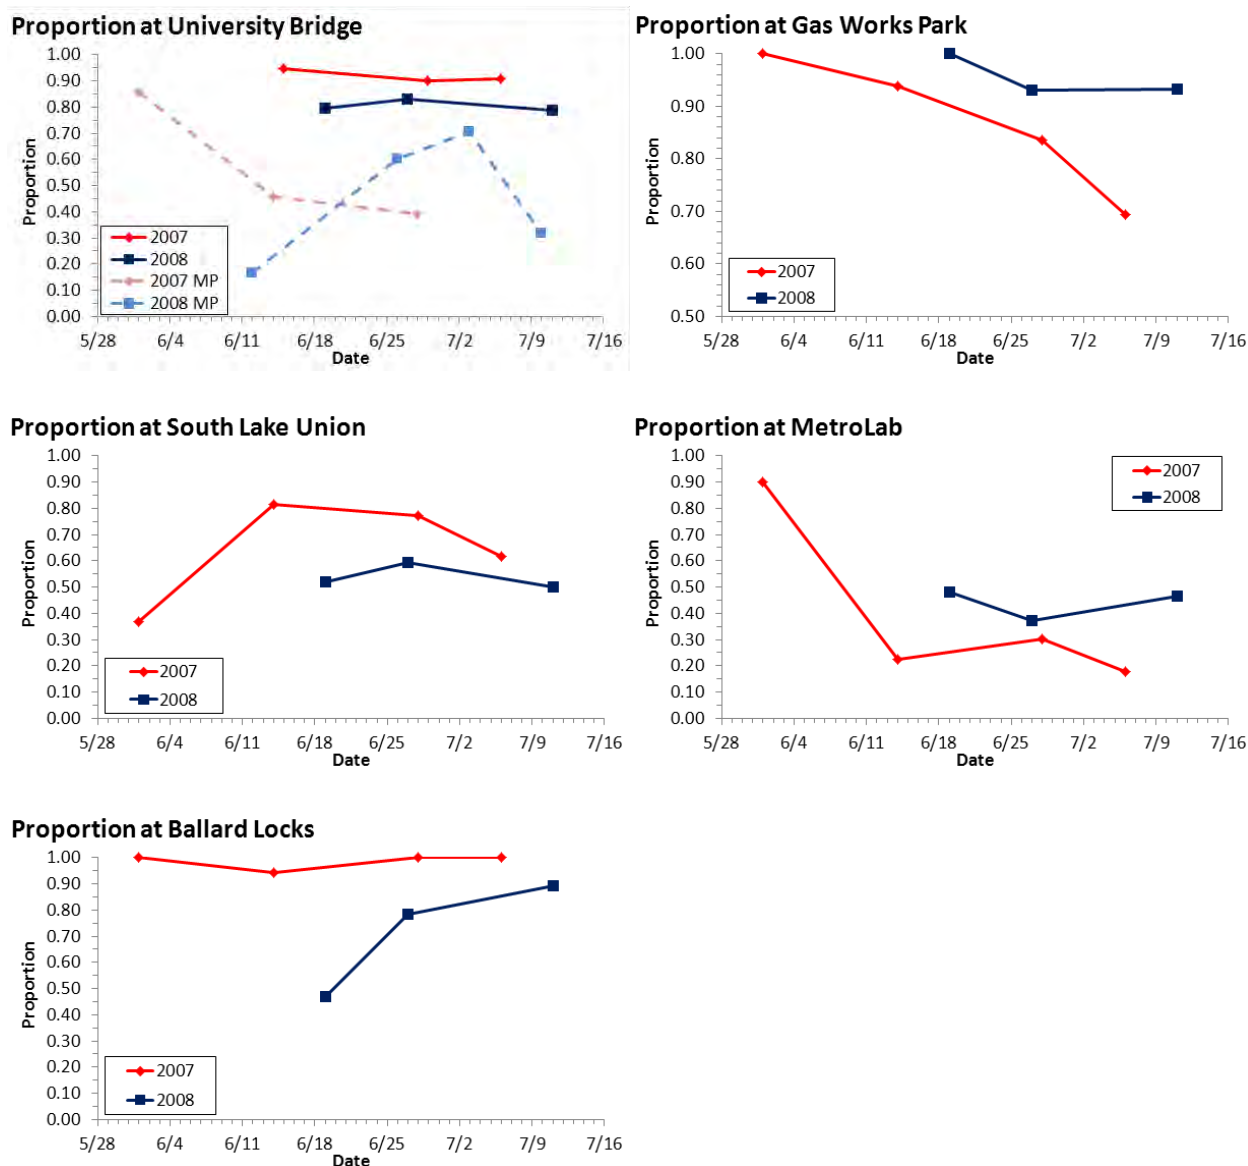 Proportion at University Bridge
1.00
0.90
0.80
0.70
0.60
0.50
0.40
0.30
0.20
0.10
0.00
Proportion
2007
2008
2007 MP
2008 MP
5/28 6/4 6/11 6/18 6/25 7/2 7/9 7/16
Date
Proportion at Gas Works Park
1.00
0.90
0.80
0.70
0.60
0.50
Proportion
2007
2008
5/28 6/4 6/11 6/18 6/25 7/2 7/9 7/16
Date
Proportion at South Lake Union
1.00
0.90
0.80
0.70
0.60
0.50
0.40
0.30
0.20
0.10
0.00
Proportion
2007
2008
5/28 6/4 6/11 6/18 6/25 7/2 7/9 7/16
Date
Proportion at MetroLab
1.00
0.90
0.80
0.70
0.60
0.50
0.40
0.30
0.20
0.10
0.00
Proportion
2007
2008
5/28 6/4 6/11 6/18 6/25 7/2 7/9 7/16
Date
Proportion at Ballard Locks
1.00
0.90
0.80
0.70
0.60
0.50
0.40
0.30
0.20
0.10
0.00
Proportion
2007
2008
5/28 6/4 6/11 6/18 6/25 7/2 7/9 7/16
Date